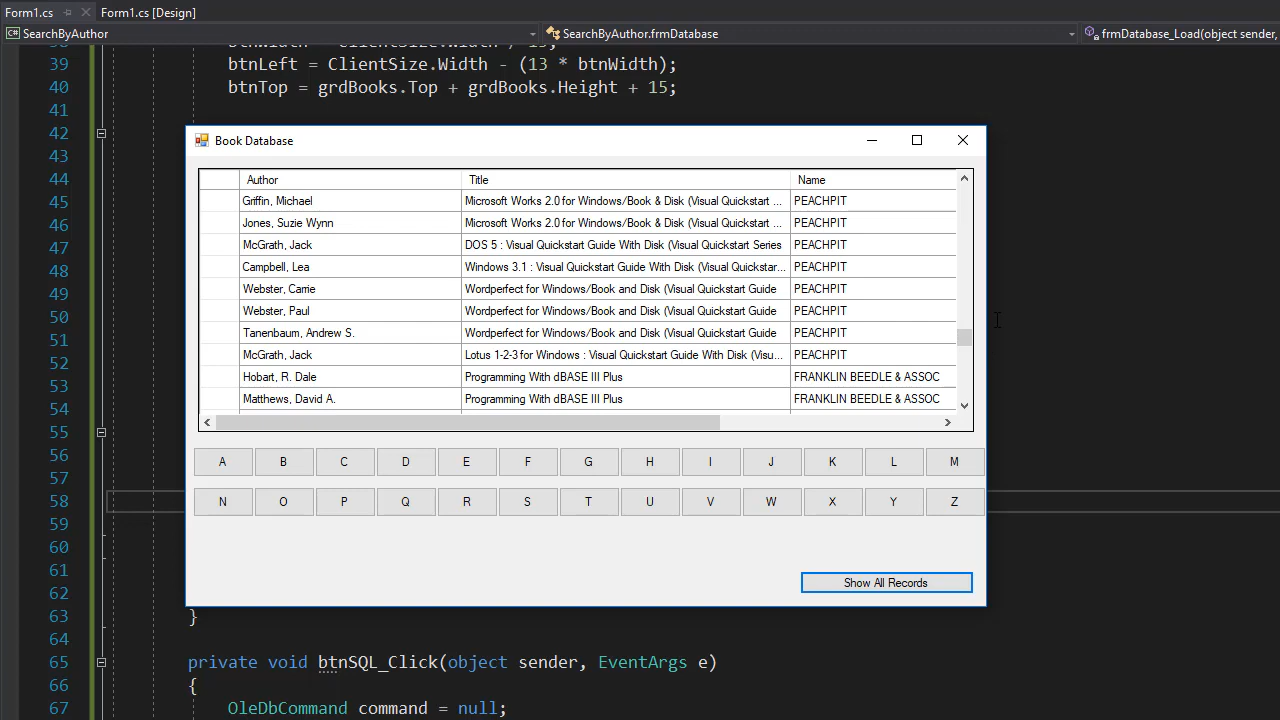 Form1.cs
Form1.cs [Design]
C# SearchByAuthor
SearchByAuthor.frmDatabase
frmDatabase_Load(object sender,
39 btnLeft = ClientSize.Width - (13 * btnWidth);
40 btnTop = grdBooks.Top + grdBooks.Height + 15;
41
42
43
44
45
46
47
48
49
50
51
52
53
54
55
56
57
58
59
60
61
62
63 }
64
65 private void btnSQL_Click(object sender, EventArgs e)
66 {
67 OleDbCommand command = null;
Book Database
Author Title Name
Griffin, Michael Microsoft Works 2.0 for Windows/Book & Disk (Visual Quickstart ... PEACHPIT
Jones, Suzie Wynn Microsoft Works 2.0 for Windows/Book & Disk (Visual Quickstart ... PEACHPIT
McGrath, Jack DOS 5 : Visual Quickstart Guide With Disk (Visual Quickstart Series PEACHPIT
Campbell, Lea Windows 3.1 : Visual Quickstart Guide With Disk (Visual Quickstar... PEACHPIT
Webster, Carrie Wordperfect for Windows/Book and Disk (Visual Quickstart Guide PEACHPIT
Webster, Paul Wordperfect for Windows/Book and Disk (Visual Quickstart Guide PEACHPIT
Tanenbaum, Andrew S. Wordperfect for Windows/Book and Disk (Visual Quickstart Guide PEACHPIT
McGrath, Jack Lotus 1-2-3 for Windows : Visual Quickstart Guide With Disk (Visu... PEACHPIT
Hobart, R. Dale Programming With dBASE III Plus FRANKLIN BEEDLE & ASSOC
Matthews, David A. Programming With dBASE III Plus FRANKLIN BEEDLE & ASSOC
A B C D E F G H I J K L M
N O P Q R S T U V W X Y Z
Show All Records